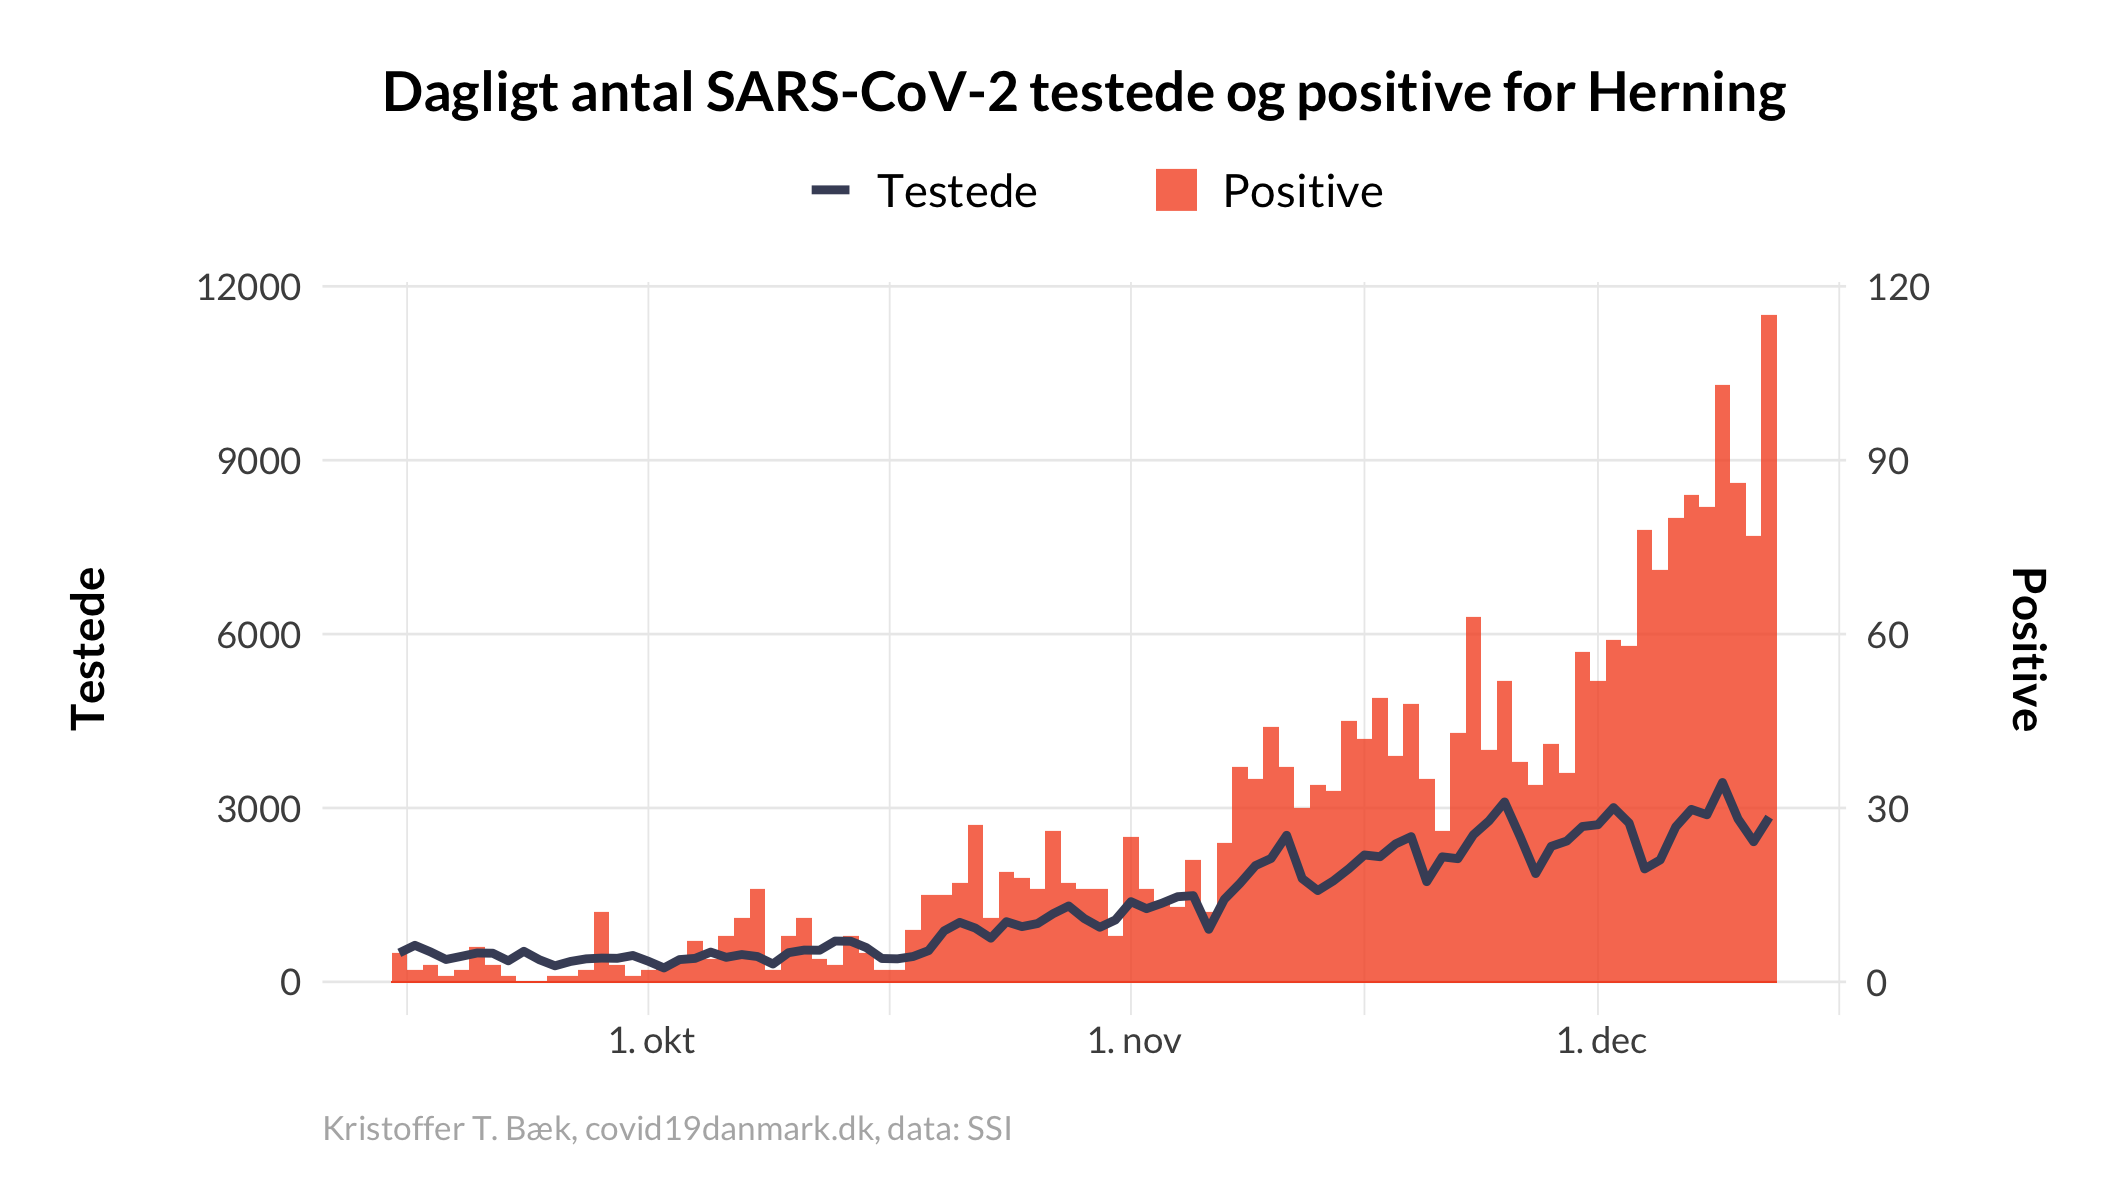 Dagligt antal SARS-CoV-2 testede og positive for Herning
Testede Positive
12000 120
9000 90
6000 60
3000 30
0 0
Testede
Positive
1. okt 1. nov 1. dec
Kristoffer T. Bæk, covid19danmark.dk, data: SSI